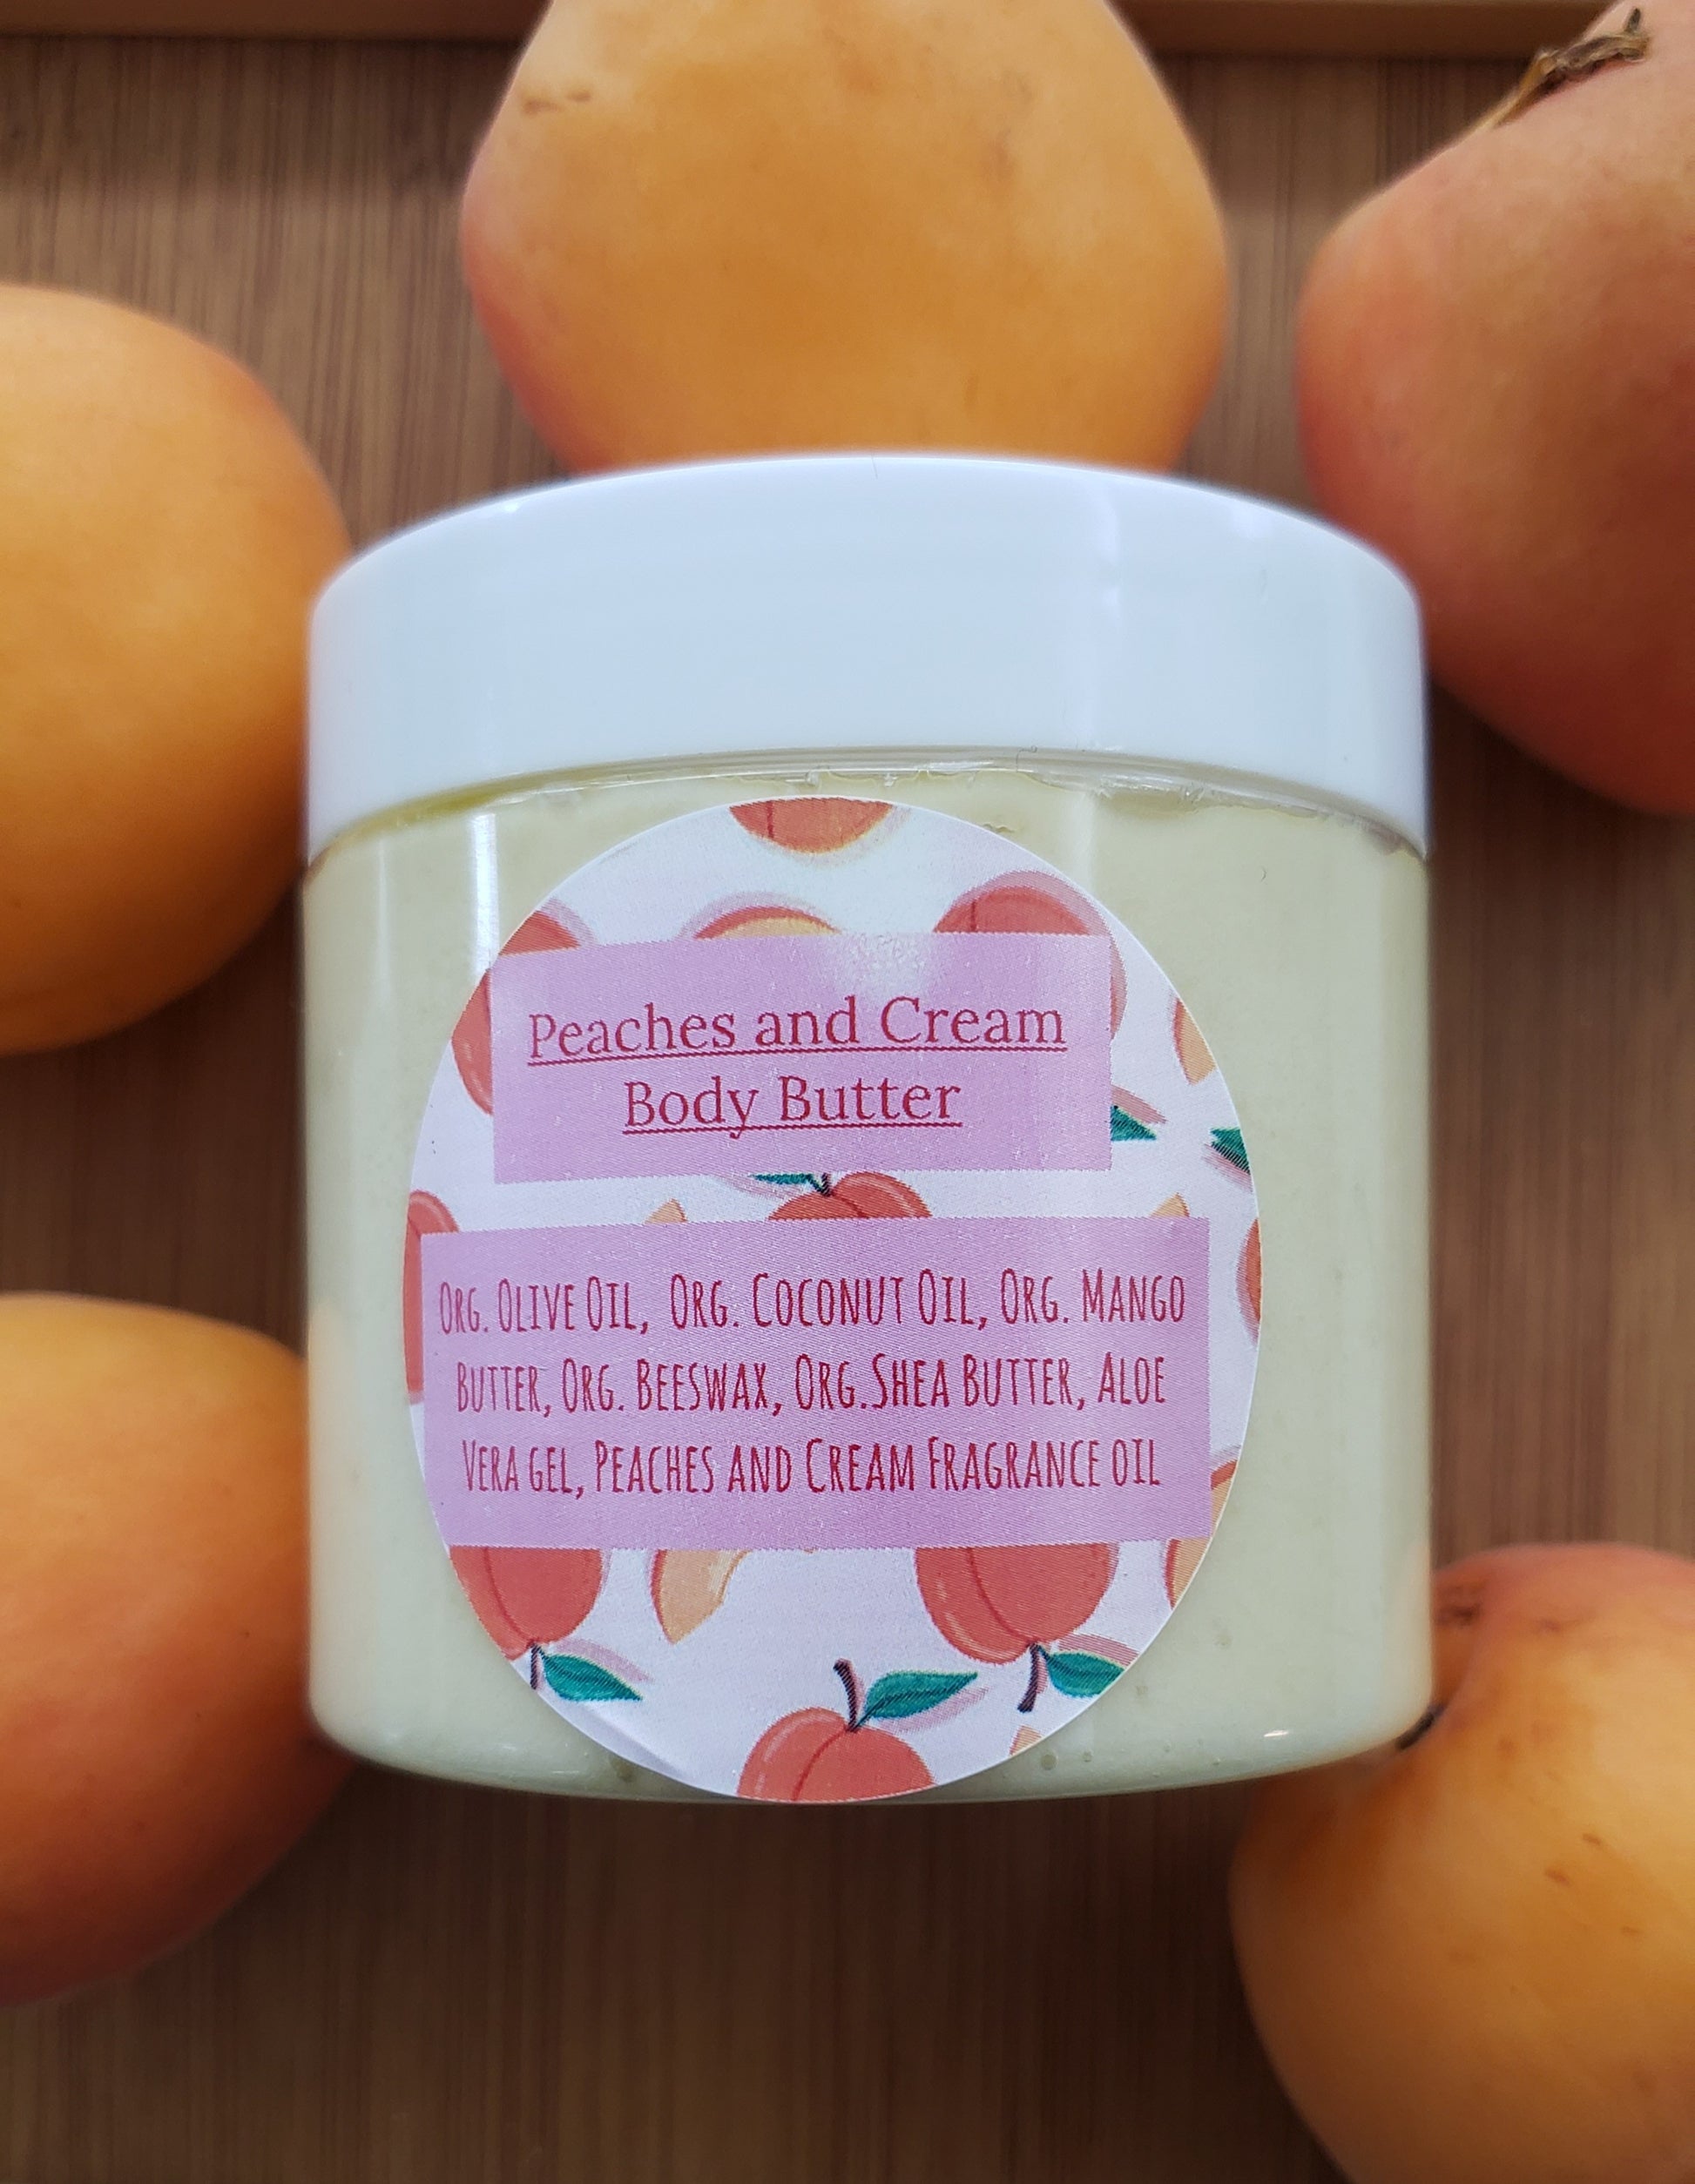 Peaches and Cream
Body Butter
Org. Olive Oil, Org. Coconut Oil, Org. Mango
Butter, Org. Beeswax, Org.Shea Butter, Aloe
Vera gel, Peaches and Cream Fragrance oil